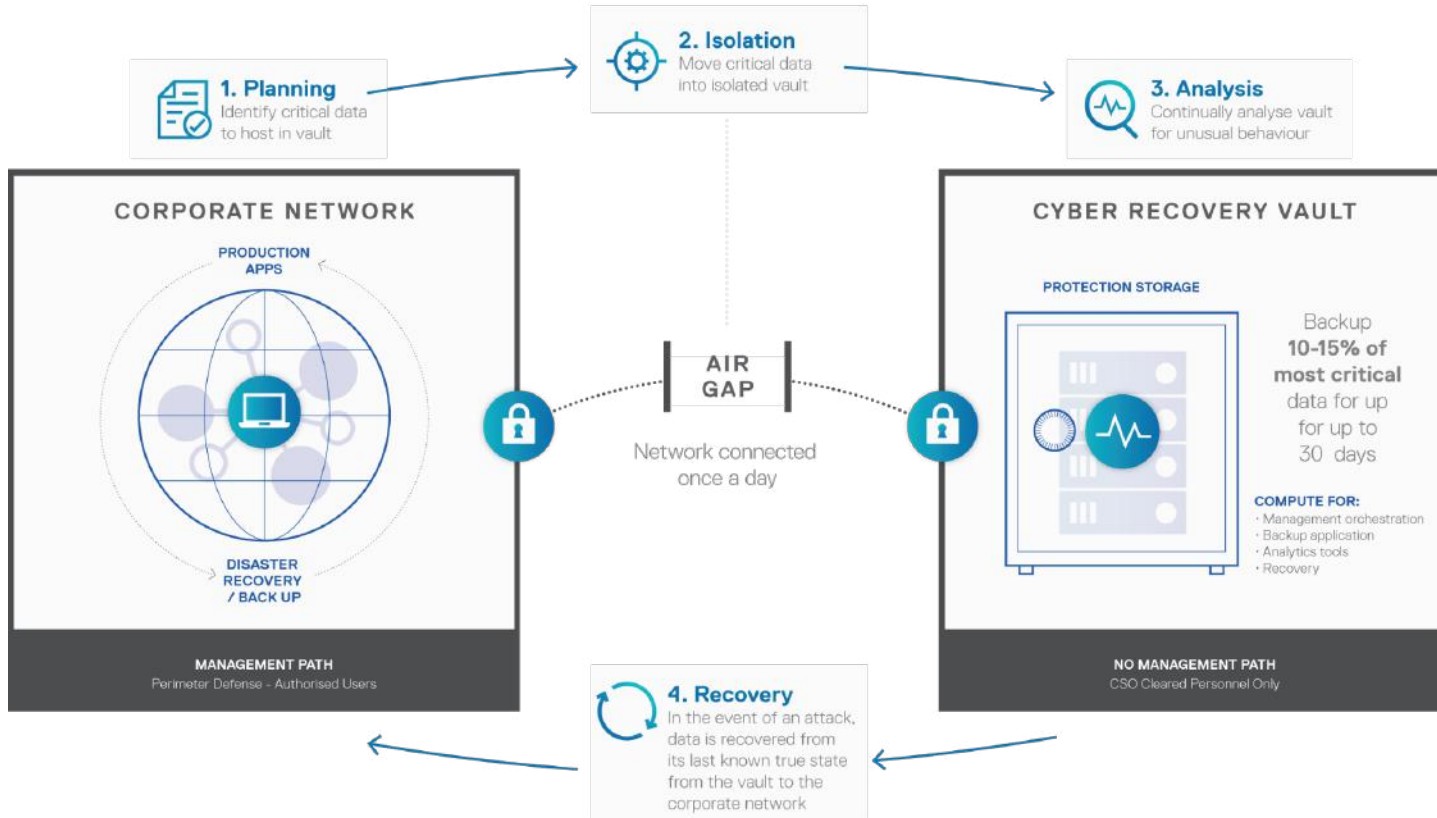 1. Planning
Identify critical data
to host in vault
2. Isolation
Move critical data
into isolated vault
3. Analysis
Continually analyse vault
for unusual behaviour
CORPORATE NETWORK
PRODUCTION
APPS
DISASTER
RECOVERY
/ BACK UP
MANAGEMENT PATH
Perimeter Defense - Authorised Users
AIR
GAP
Network connected
once a day
CYBER RECOVERY VAULT
PROTECTION STORAGE
Backup
10-15% of
most critical
data for up
for up to
30 days
COMPUTE FOR:
· Management orchestration
· Backup application
· Analytics tools
· Recovery
NO MANAGEMENT PATH
CSO Cleared Personnel Only
4. Recovery
In the event of an attack,
data is recovered from
its last known true state
from the vault to the
corporate network